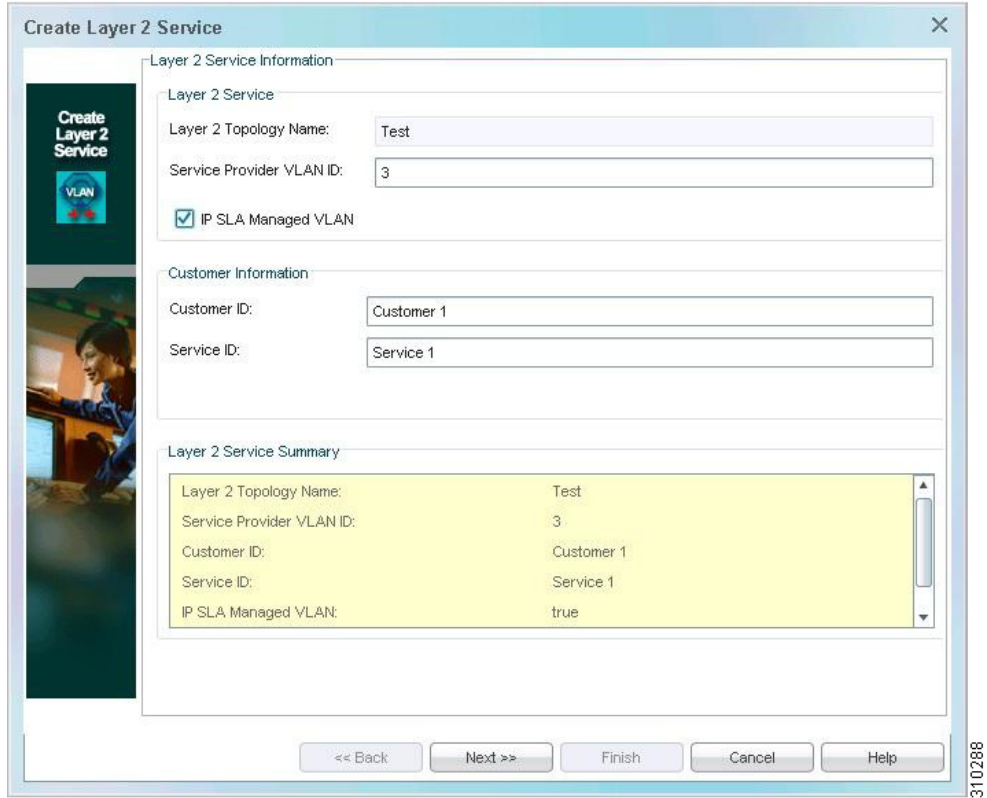 Create Layer 2 Service
Create
Layer 2
Service
VLAN
Layer 2 Service Information
Layer 2 Service
Layer 2 Topology Name: Test
Service Provider VLAN ID: 3
IP SLA Managed VLAN
Customer Information
Customer ID: Customer 1
Service ID: Service 1
Layer 2 Service Summary
Layer 2 Topology Name: Test
Service Provider VLAN ID: 3
Customer ID: Customer 1
Service ID: Service 1
IP SLA Managed VLAN: true
<< Back Next >> Finish Cancel Help
310288